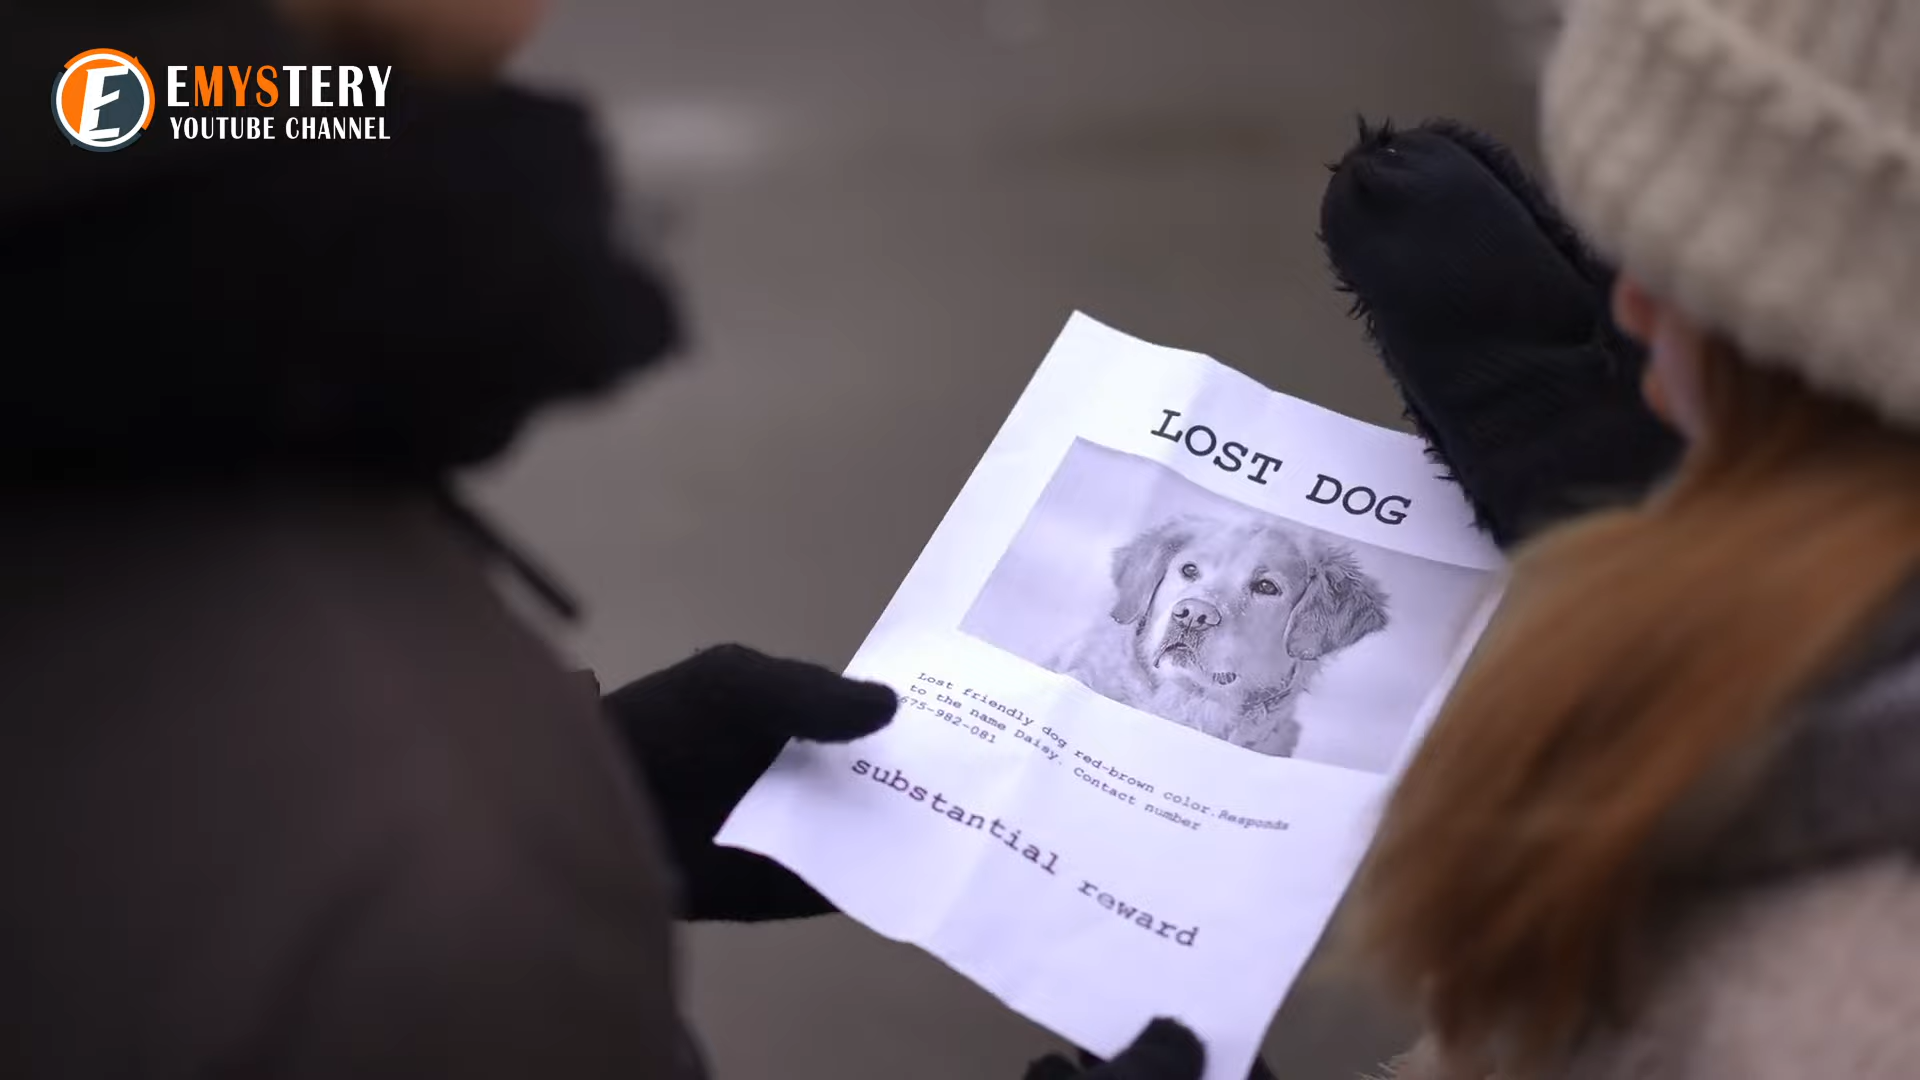 EMYSTERY
YOUTUBE CHANNEL
LOST DOG
Lost friendly dog red-brown color.Responds
to the name Daisy. Contact number
675-982-081
substantial reward